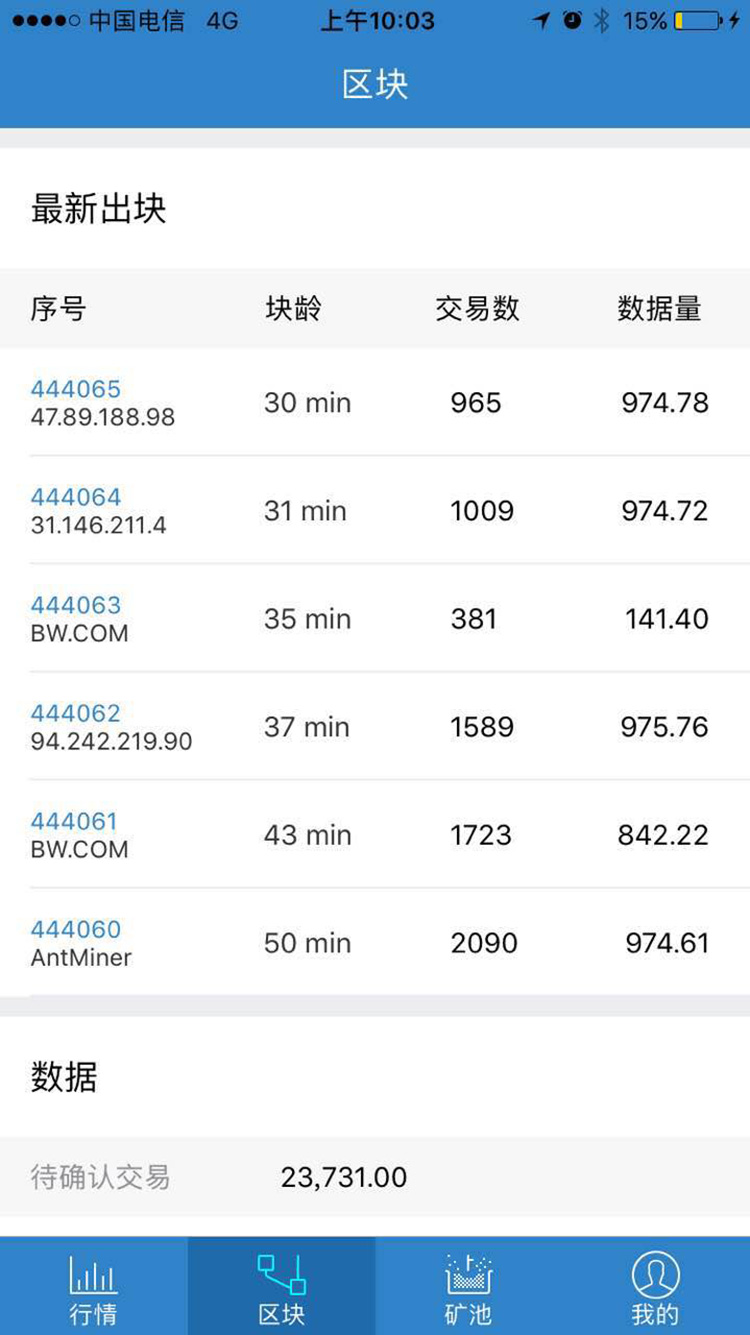 中国电信 4G 上午10:03 15%
区块
最新出块
序号 块龄 交易数 数据量
444065
47.89.188.98 30 min 965 974.78
444064
31.146.211.4 31 min 1009 974.72
444063
BW.COM 35 min 381 141.40
444062
94.242.219.90 37 min 1589 975.76
444061
BW.COM 43 min 1723 842.22
444060
AntMiner 50 min 2090 974.61
数据
待确认交易 23,731.00
行情 区块 矿池 我的